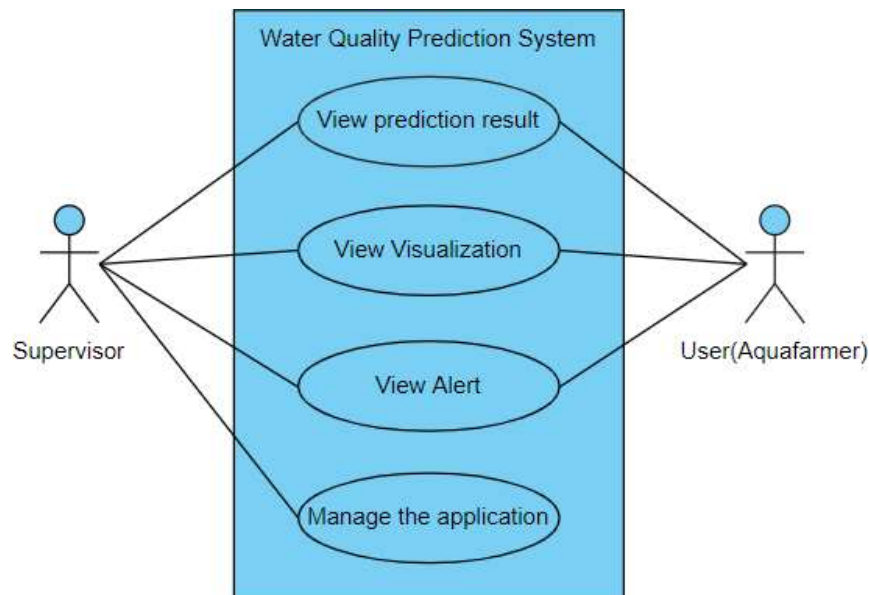 Water Quality Prediction System
View prediction result
View Visualization
Supervisor
User(Aquafarmer)
View Alert
Manage the application